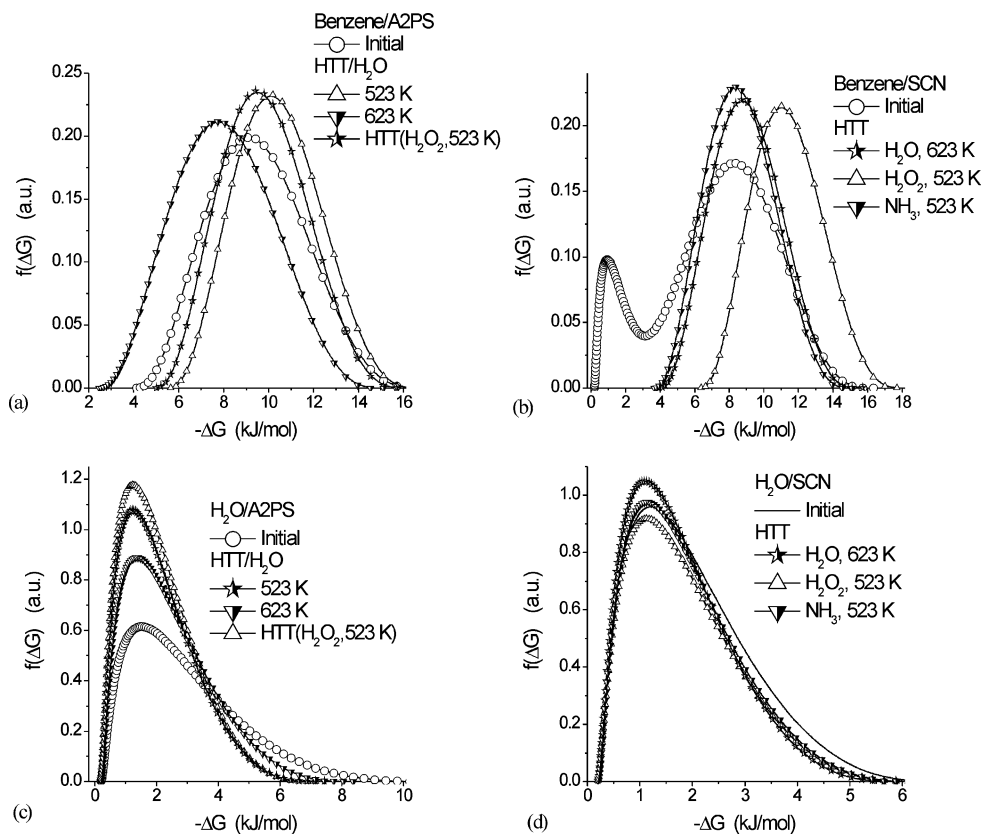 Benzene/A2PS
Initial
HTT/H₂O
523 K
623 K
HTT(H₂O₂,523 K)
0.25
0.20
0.15
0.10
0.05
0.00
f(ΔG) (a.u.)
2 4 6 8 10 12 14 16
-ΔG (kJ/mol)
(a)
Benzene/SCN
Initial
HTT
H₂O, 623 K
H₂O₂, 523 K
NH₃, 523 K
0.20
0.15
0.10
0.05
0.00
f(ΔG) (a.u.)
0 2 4 6 8 10 12 14 16 18
-ΔG (kJ/mol)
(b)
H₂O/A2PS
Initial
HTT/H₂O
523 K
623 K
HTT(H₂O₂,523 K)
1.2
1.0
0.8
0.6
0.4
0.2
0.0
f(ΔG) (a.u.)
0 2 4 6 8 10
-ΔG (kJ/mol)
(c)
H₂O/SCN
Initial
HTT
H₂O, 623 K
H₂O₂, 523 K
NH₃, 523 K
1.0
0.8
0.6
0.4
0.2
0.0
f(ΔG) (a.u.)
0 1 2 3 4 5 6
-ΔG (kJ/mol)
(d)